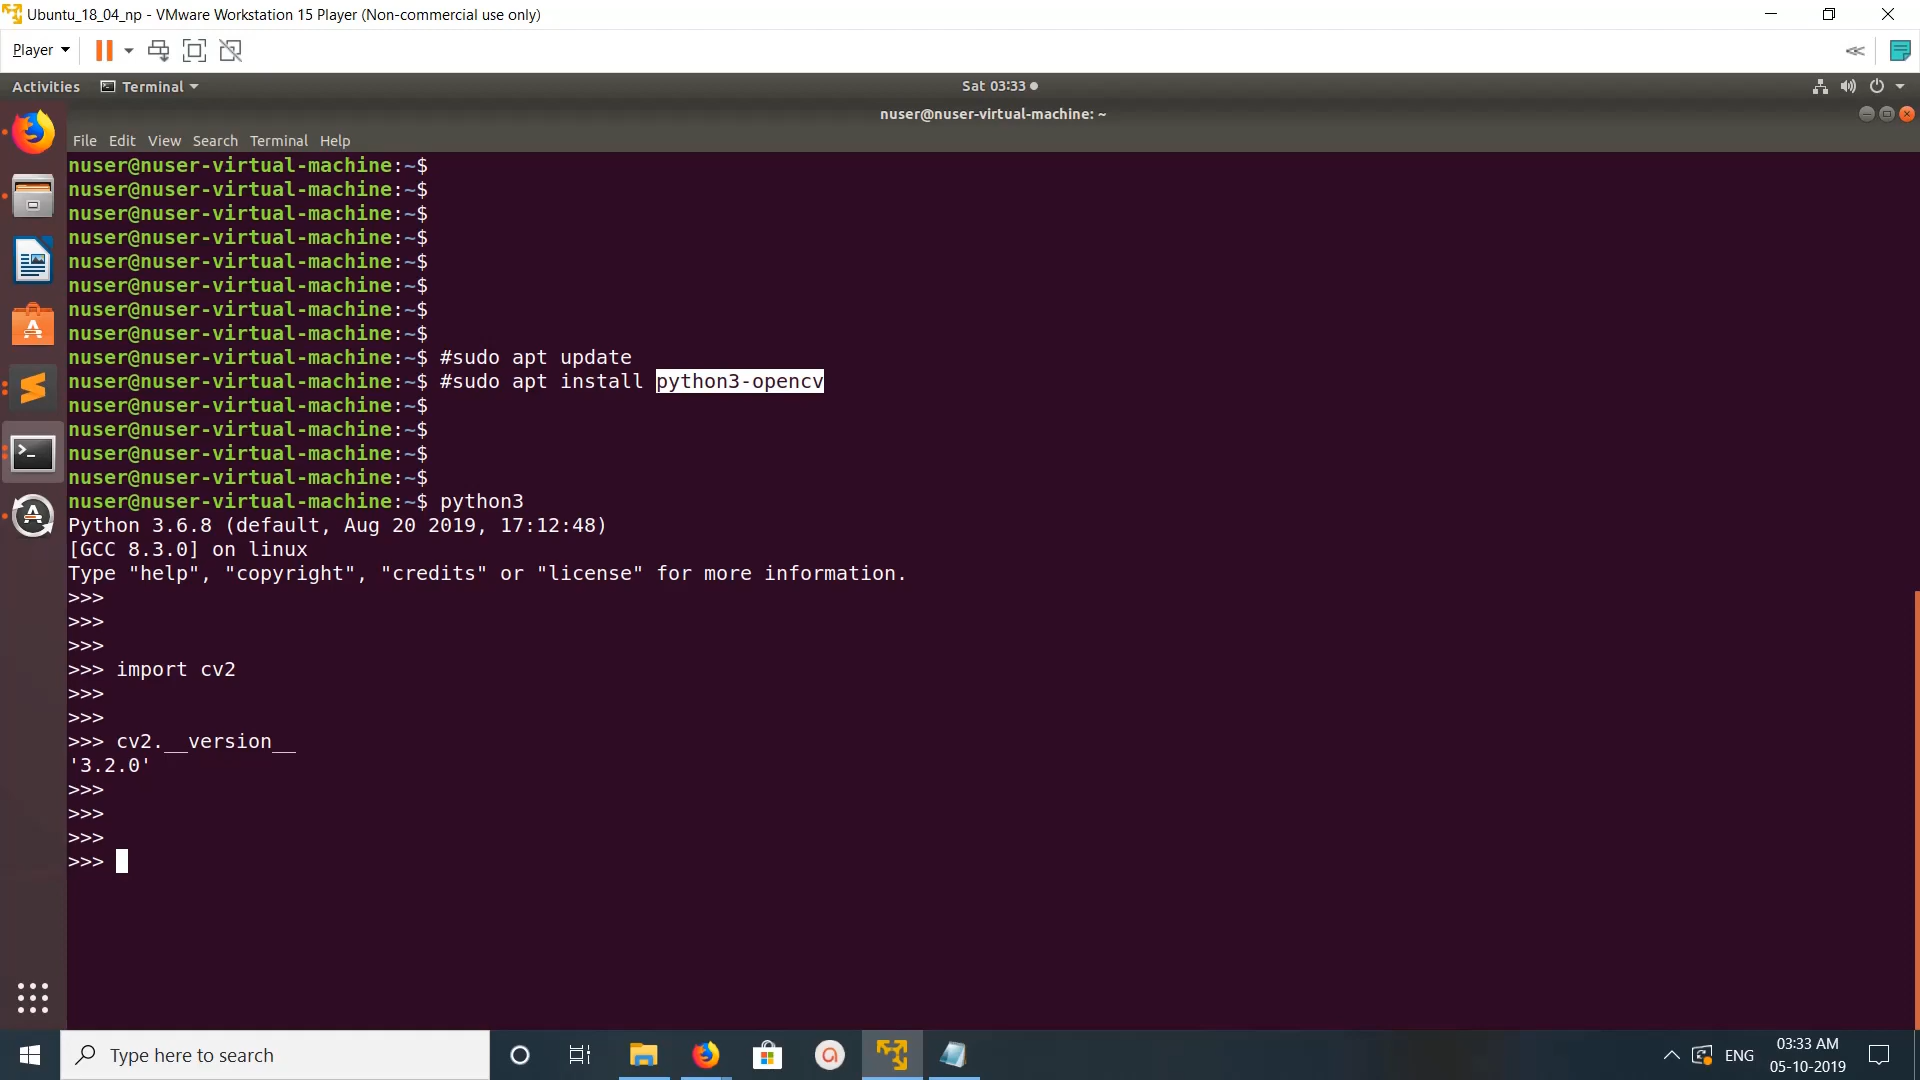 Ubuntu_18_04_np - VMware Workstation 15 Player (Non-commercial use only)
Player
Activities Terminal Sat 03:33
nuser@nuser-virtual-machine: ~
File Edit View Search Terminal Help
nuser@nuser-virtual-machine:~$
nuser@nuser-virtual-machine:~$
nuser@nuser-virtual-machine:~$
nuser@nuser-virtual-machine:~$
nuser@nuser-virtual-machine:~$
nuser@nuser-virtual-machine:~$
nuser@nuser-virtual-machine:~$
nuser@nuser-virtual-machine:~$
nuser@nuser-virtual-machine:~$ #sudo apt update
nuser@nuser-virtual-machine:~$ #sudo apt install python3-opencv
nuser@nuser-virtual-machine:~$
nuser@nuser-virtual-machine:~$
nuser@nuser-virtual-machine:~$
nuser@nuser-virtual-machine:~$
nuser@nuser-virtual-machine:~$ python3
Python 3.6.8 (default, Aug 20 2019, 17:12:48)
[GCC 8.3.0] on linux
Type "help", "copyright", "credits" or "license" for more information.
>>>
>>>
>>>
>>> import cv2
>>>
>>>
>>> cv2.__version__
'3.2.0'
>>>
>>>
>>>
>>>
Type here to search
ENG
03:33 AM
05-10-2019